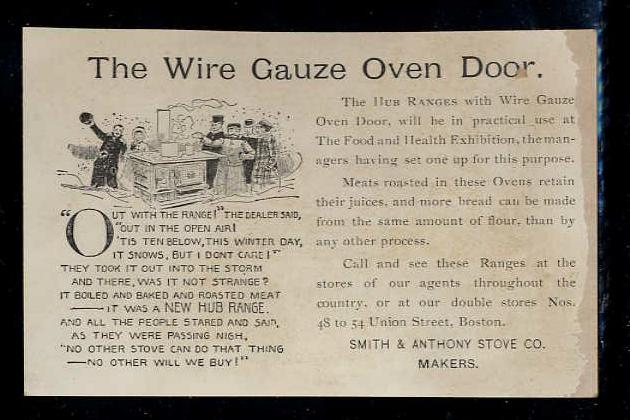 The Wire Gauze Oven Door.
"OUT WITH THE RANGE!" THE DEALER SAID,
"OUT IN THE OPEN AIR!
'TIS TEN BELOW, THIS WINTER DAY,
IT SNOWS, BUT I DONT CARE!"
THEY TOOK IT OUT INTO THE STORM
AND THERE, WAS IT NOT STRANGE?
IT BOILED AND BAKED AND ROASTED MEAT
—IT WAS A NEW HUB RANGE.
AND ALL THE PEOPLE STARED AND SAID,
AS THEY WERE PASSING NIGH,
"NO OTHER STOVE CAN DO THAT THING
—NO OTHER WILL WE BUY!"
The HUB RANGES with Wire Gauze
Oven Door, will be in practical use at
The Food and Health Exhibition, the man-
agers having set one up for this purpose.
Meats roasted in these Ovens retain
their juices, and more bread can be made
from the same amount of flour, than by
any other process.
Call and see these Ranges at the
stores of our agents throughout the
country, or at our double stores Nos.
48 to 54 Union Street, Boston.
SMITH & ANTHONY STOVE CO.
MAKERS.